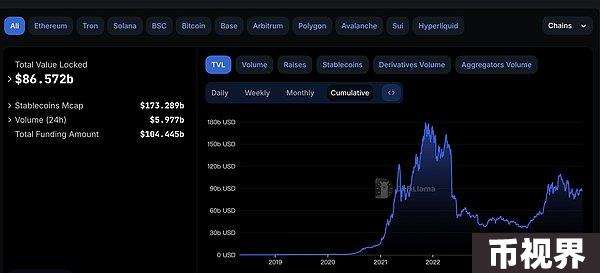 All Ethereum Tron Solana BSC Bitcoin Base Arbitrum Polygon Avalanche Sui Hyperliquid Chains
Total Value Locked
$86.572b
Stablecoins Mcap $173.289b
Volume (24h) $5.977b
Total Funding Amount $104.445b
TVL Volume Raises Stablecoins Derivatives Volume Aggregators Volume
Daily Weekly Monthly Cumulative <>
180b USD
150b USD
120b USD
90b USD
60b USD
30b USD
0 USD
2019 2020 2021 2022
币视界